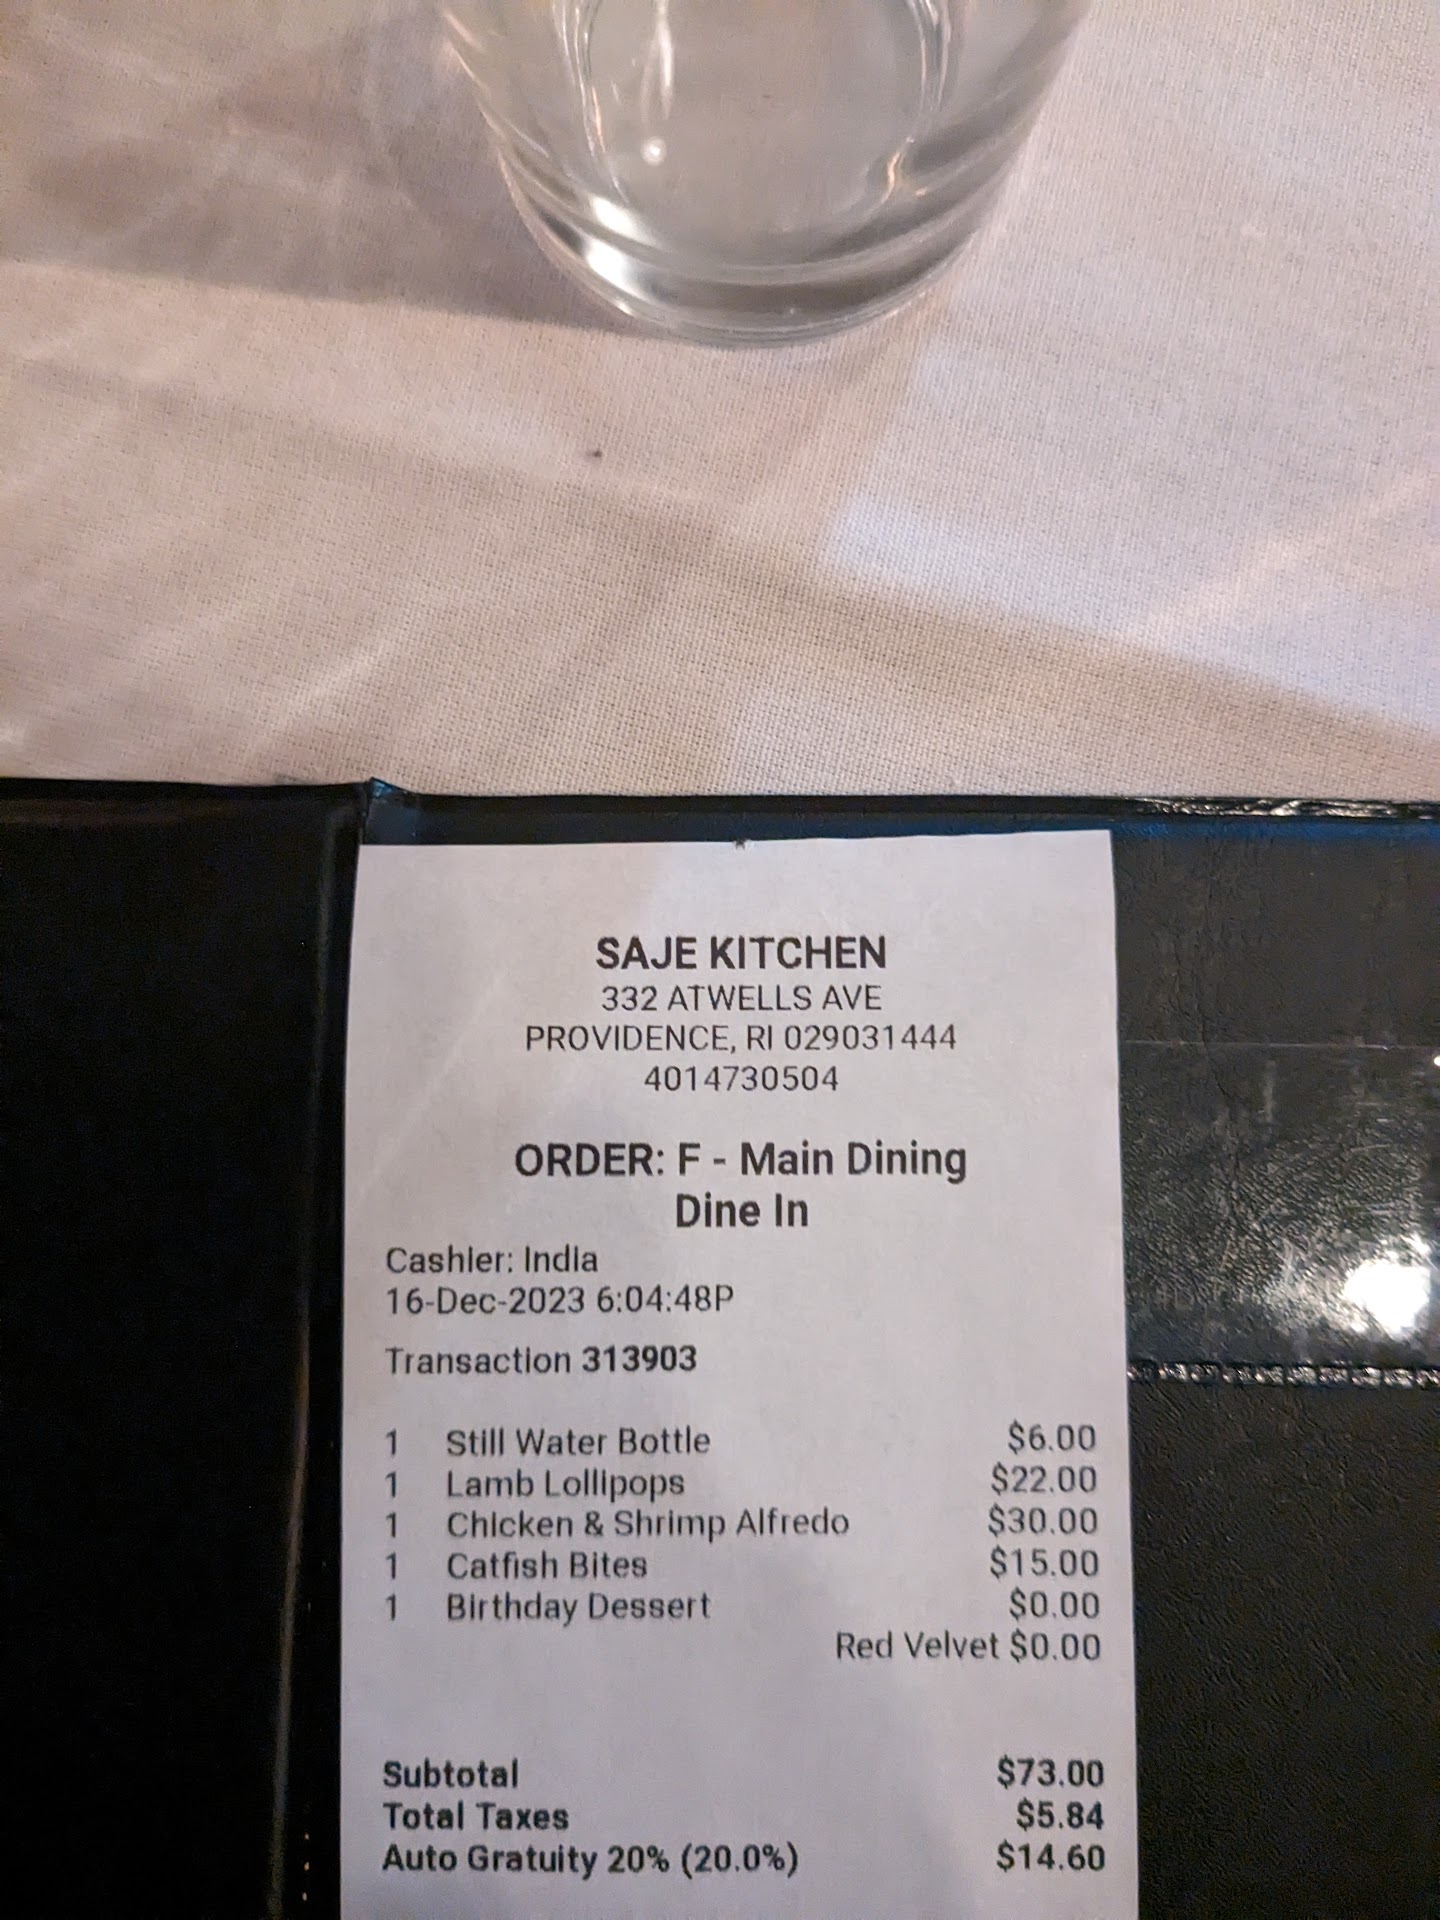 SAJE KITCHEN
332 ATWELLS AVE
PROVIDENCE, RI 029031444
4014730504
ORDER: F - Main Dining
Dine In
Cashier: India
16-Dec-2023 6:04:48P
Transaction 313903
1 Still Water Bottle $6.00
1 Lamb Lollipops $22.00
1 Chicken & Shrimp Alfredo $30.00
1 Catfish Bites $15.00
1 Birthday Dessert $0.00
Red Velvet $0.00
Subtotal $73.00
Total Taxes $5.84
Auto Gratuity 20% (20.0%) $14.60